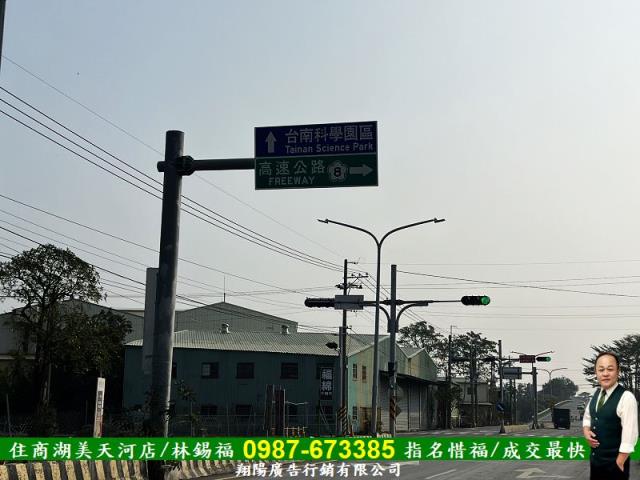 台南科學園區
Tainan Science Park
高速公路 8
FREEWAY
福綿
住商湖美天河店/林錫福 0987-673385 指名惜福/成交最快
翔陽廣告行銷有限公司